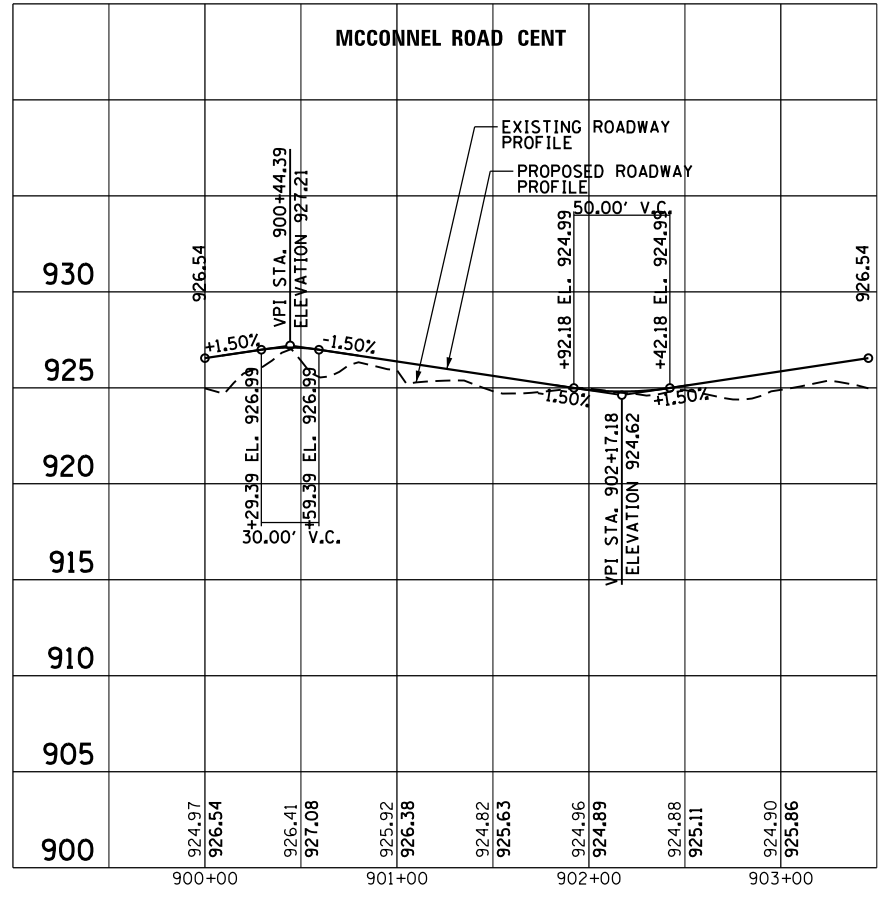 MCCONNEL ROAD CENT
EXISTING ROADWAY
PROFILE
PROPOSED ROADWAY
PROFILE
VPI STA. 900+44.39
ELEVATION 927.21
50.00' V.C.
+92.18 EL. 924.99
+42.18 EL. 924.99
926.54
926.54
930
+1.50%
-1.50%
925
-1.50%
+1.50%
+29.39 EL. 926.99
+59.39 EL. 926.99
30.00' V.C.
VPI STA. 902+17.18
ELEVATION 924.62
920
915
910
905
900
924.97
926.54
926.41
927.08
925.92
926.38
924.82
925.63
924.96
924.89
924.88
925.11
924.90
925.86
900+00
901+00
902+00
903+00